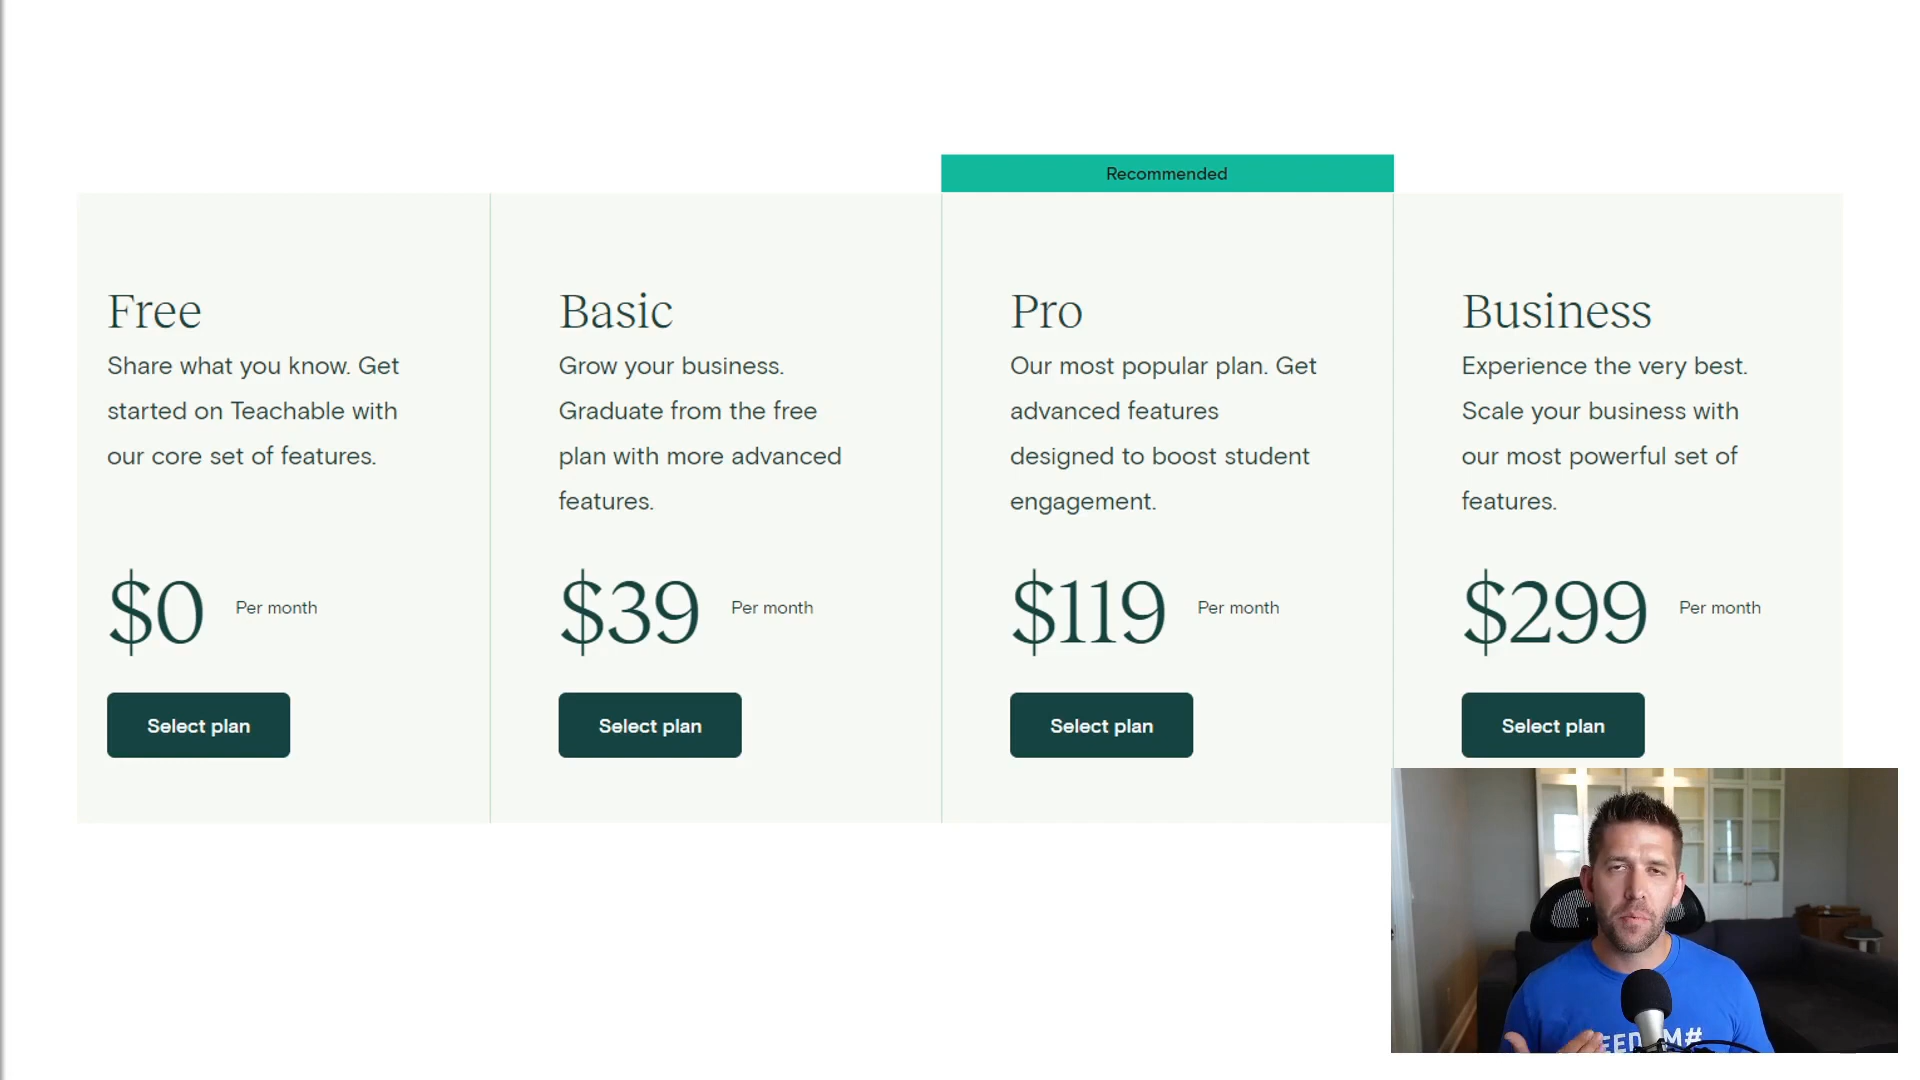 Recommended
Free
Share what you know. Get
started on Teachable with
our core set of features.
$0 Per month
Select plan
Basic
Grow your business.
Graduate from the free
plan with more advanced
features.
$39 Per month
Select plan
Pro
Our most popular plan. Get
advanced features
designed to boost student
engagement.
$119 Per month
Select plan
Business
Experience the very best.
Scale your business with
our most powerful set of
features.
$299 Per month
Select plan